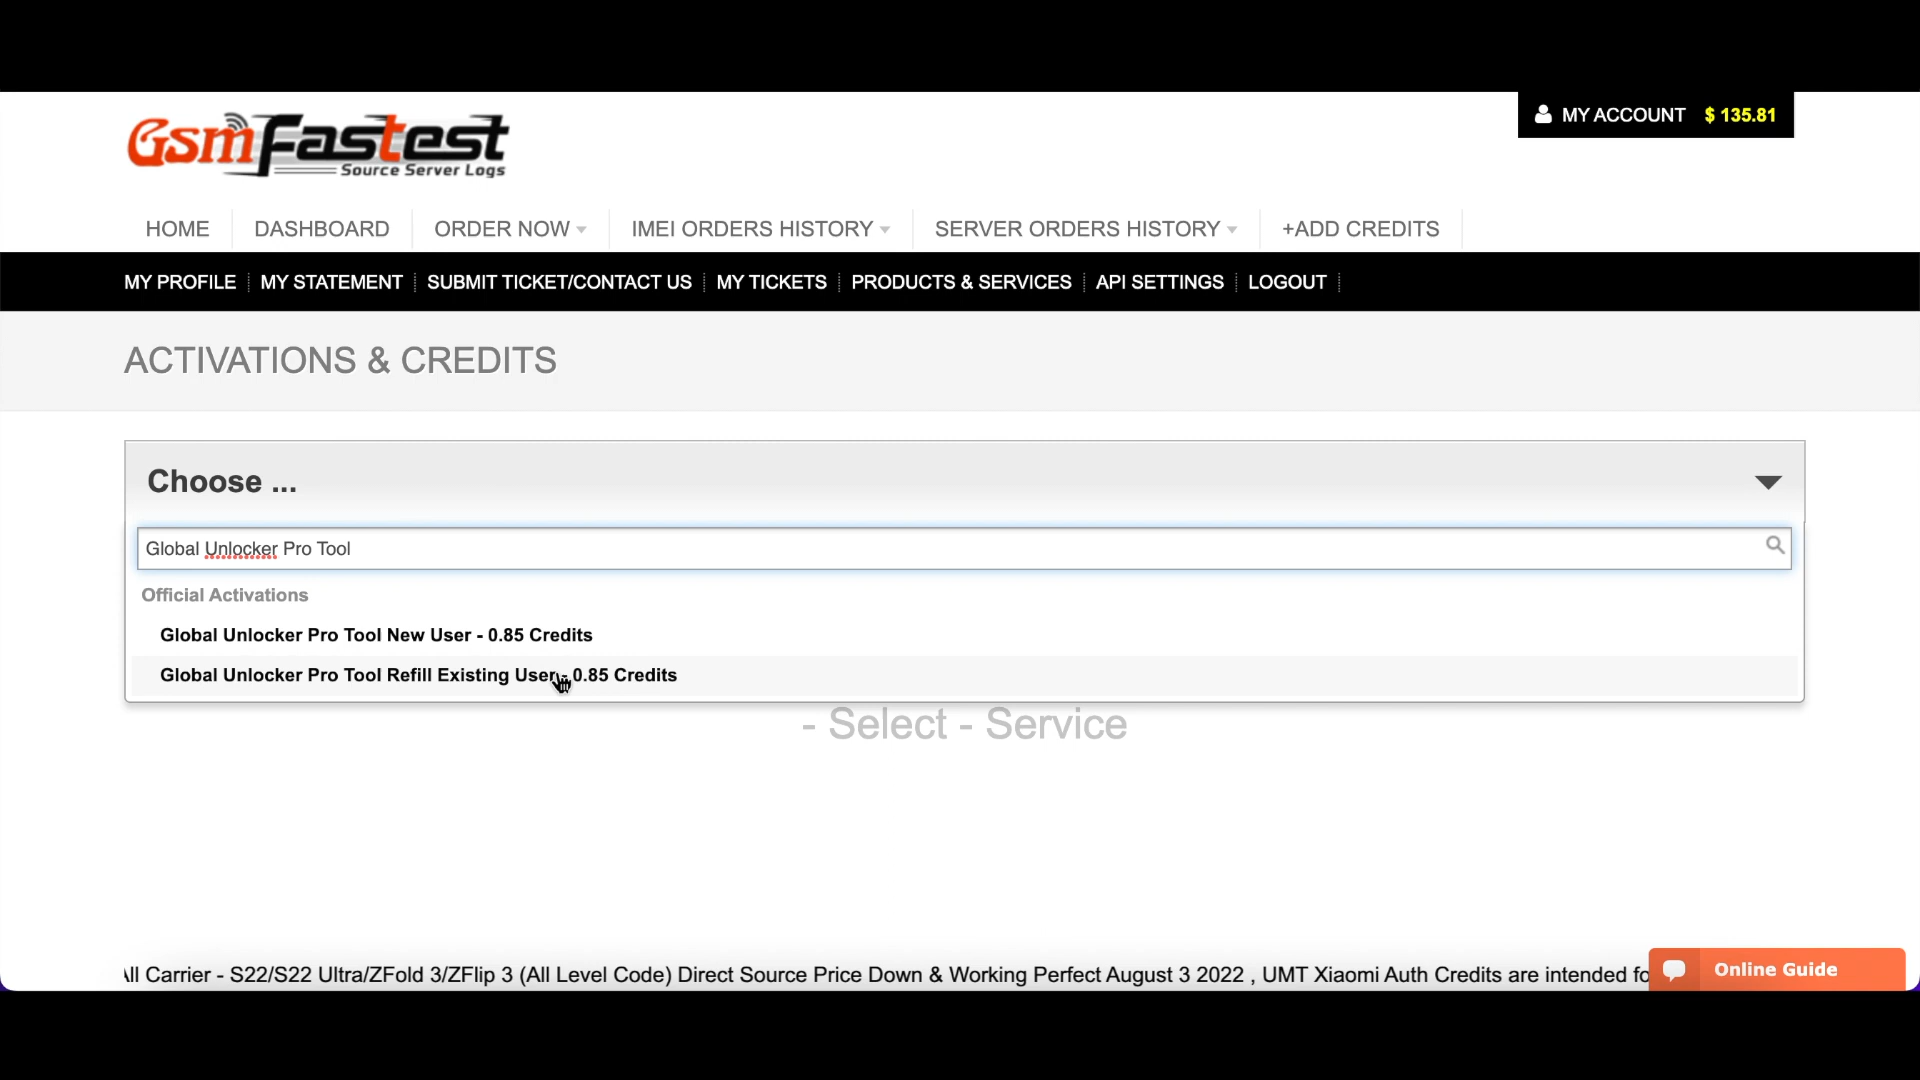 GsmFastest
Source Server Logs
MY ACCOUNT $ 135.81
HOME DASHBOARD ORDER NOW IMEI ORDERS HISTORY SERVER ORDERS HISTORY +ADD CREDITS
MY PROFILE MY STATEMENT SUBMIT TICKET/CONTACT US MY TICKETS PRODUCTS & SERVICES API SETTINGS LOGOUT
ACTIVATIONS & CREDITS
Choose ...
Global Unlocker Pro Tool
Official Activations
Global Unlocker Pro Tool New User - 0.85 Credits
Global Unlocker Pro Tool Refill Existing User - 0.85 Credits
- Select - Service
All Carrier - S22/S22 Ultra/ZFold 3/ZFlip 3 (All Level Code) Direct Source Price Down & Working Perfect August 3 2022 , UMT Xiaomi Auth Credits are intended
Online Guide